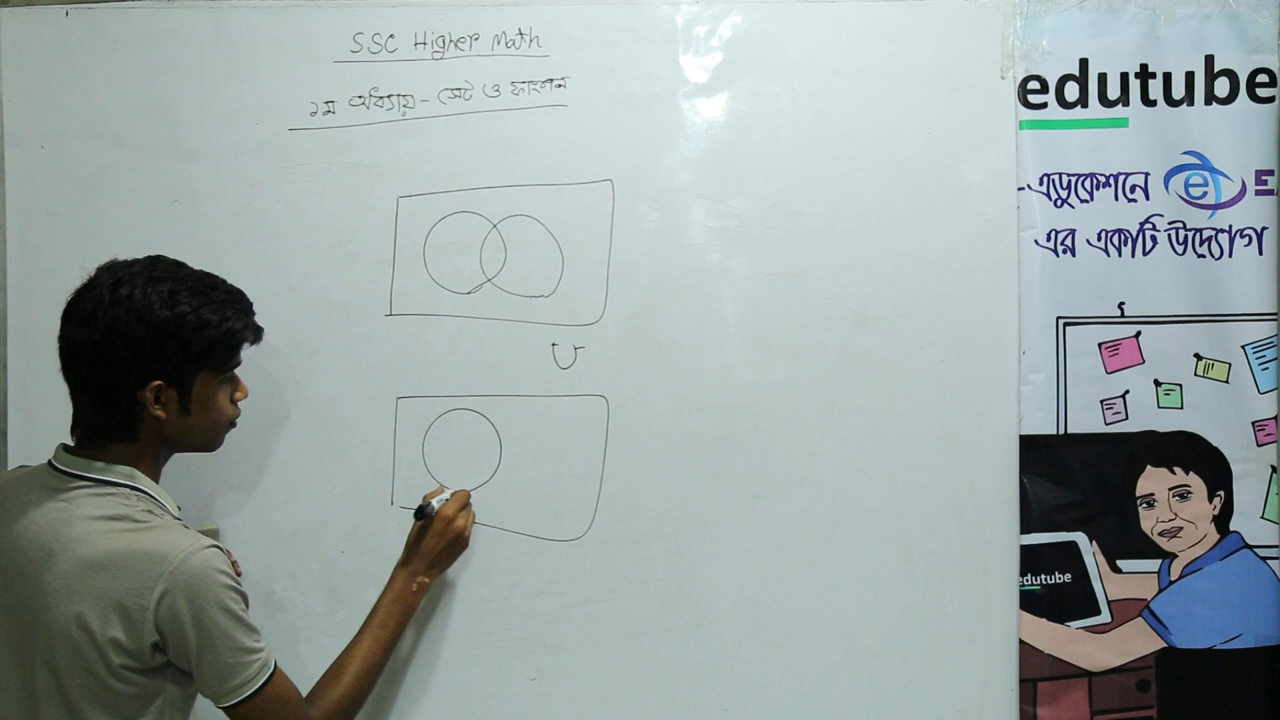 SSC Higher Math
১ম অধ্যায় - সেট ও ফাংশন
U
edutube
-এডুকেশনে e
এর একটি উদ্যোগ
edutube